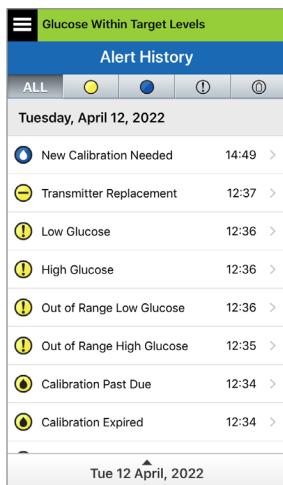 Glucose Within Target Levels
Alert History
ALL
Tuesday, April 12, 2022
New Calibration Needed 14:49
Transmitter Replacement 12:37
Low Glucose 12:36
High Glucose 12:36
Out of Range Low Glucose 12:36
Out of Range High Glucose 12:35
Calibration Past Due 12:34
Calibration Expired 12:34
Tue 12 April, 2022